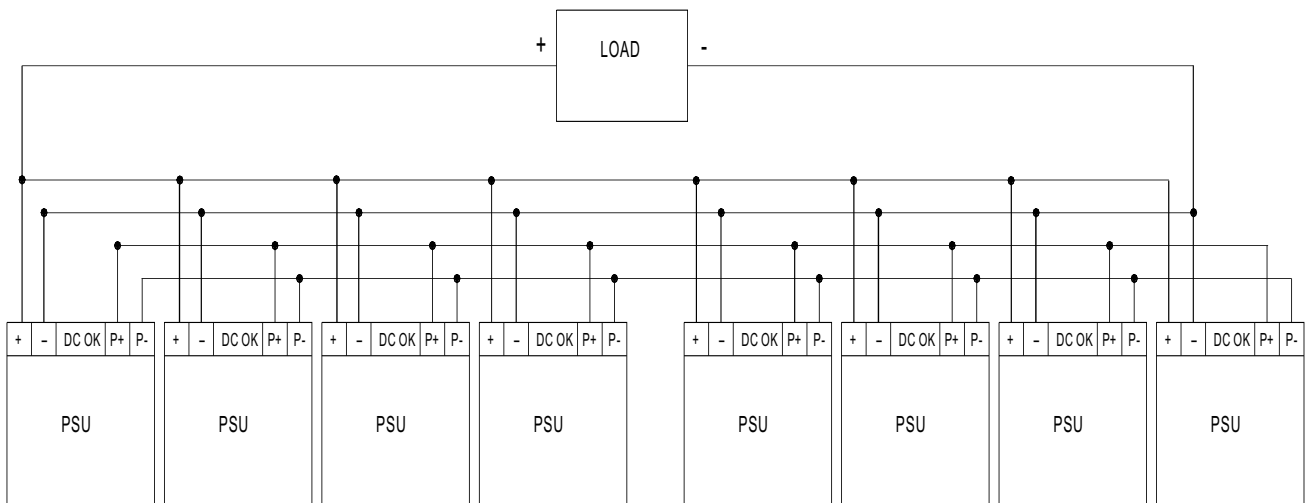 + LOAD -
+ – DC OK P+ P- + – DC OK P+ P- + – DC OK P+ P- + – DC OK P+ P- + – DC OK P+ P- + – DC OK P+ P- + – DC OK P+ P- + – DC OK P+ P-
PSU PSU PSU PSU PSU PSU PSU PSU